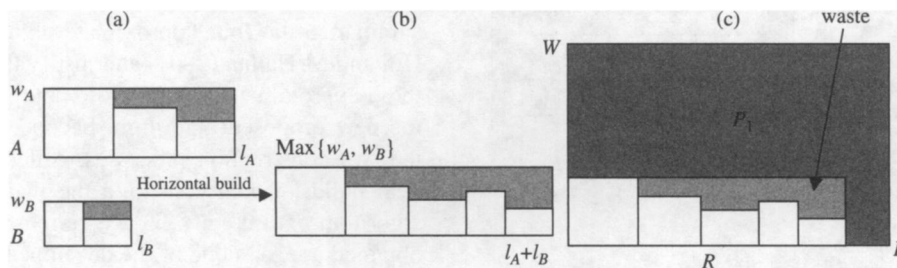 (a) (b) (c) waste
W
w_A
A
l_A
P_1
Max{w_A, w_B}
w_B
Horizontal build
B
l_B
l_A+l_B
R